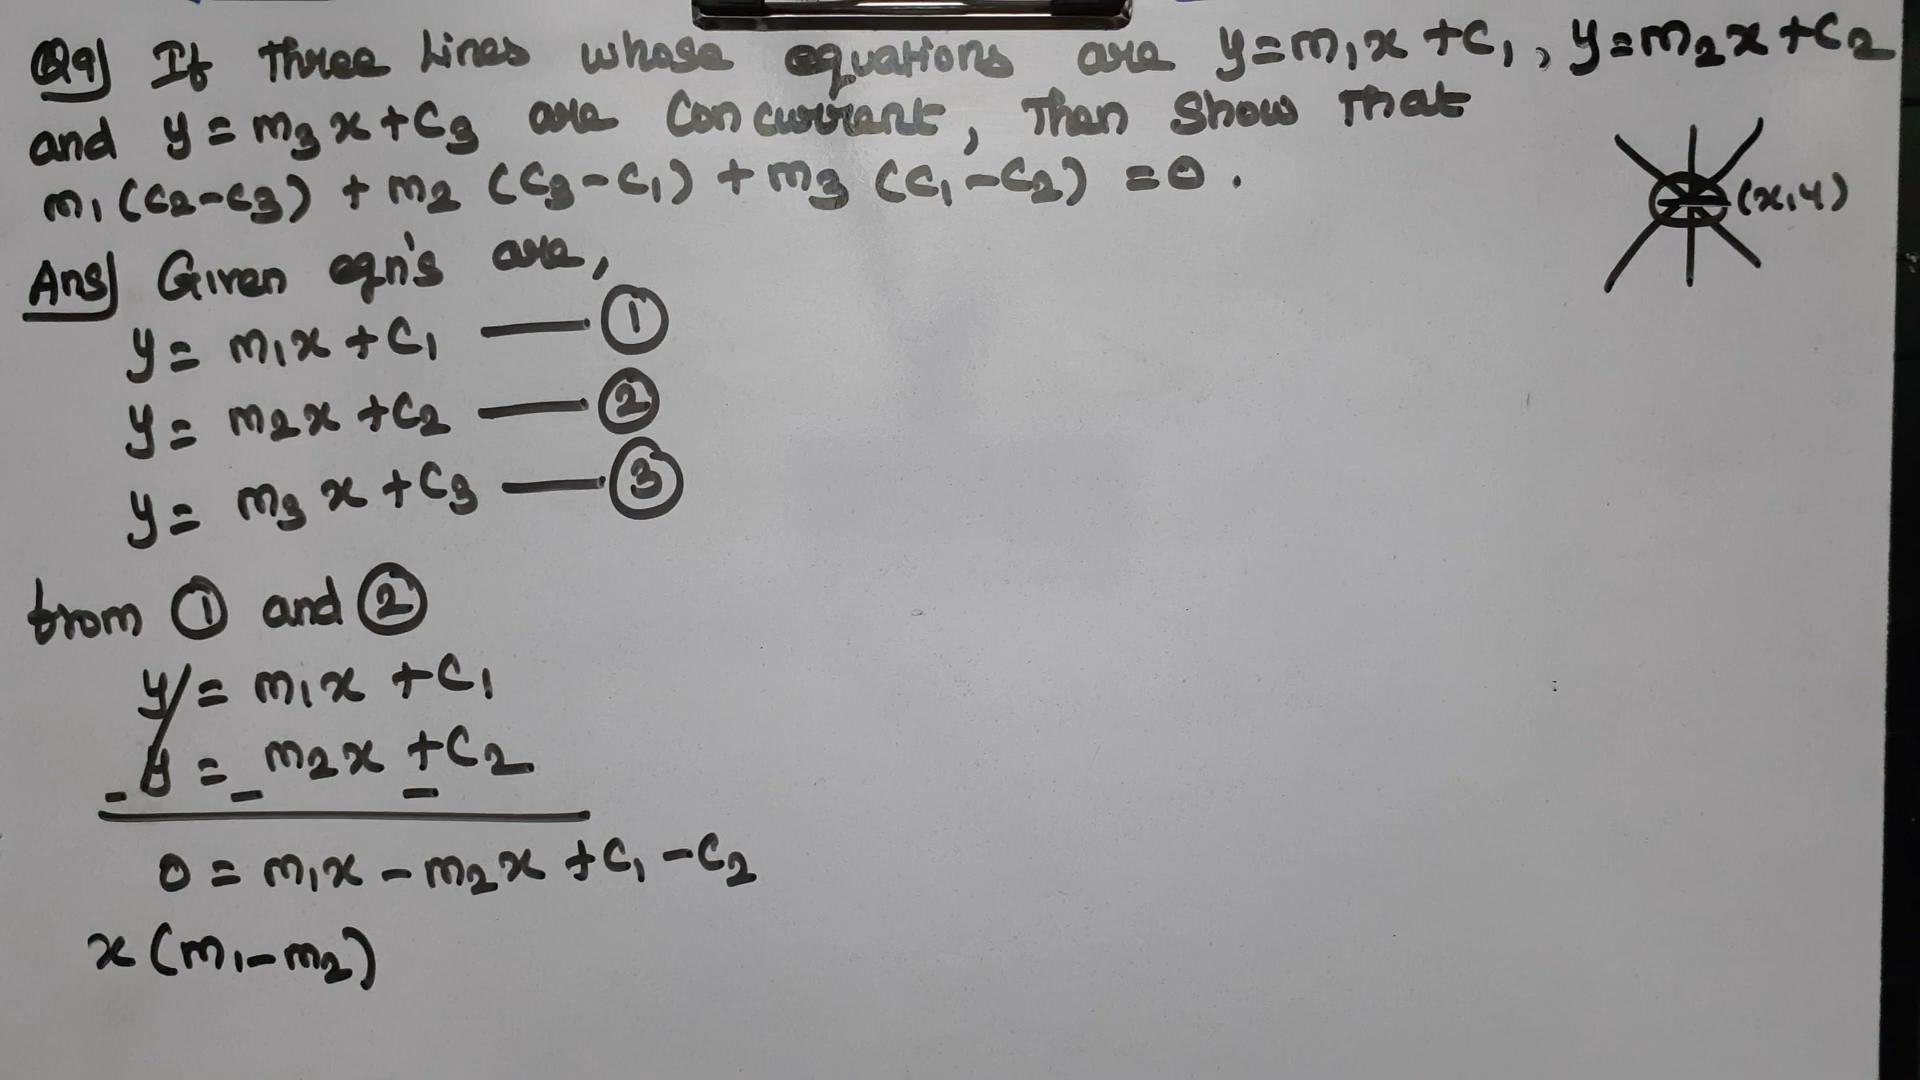 Q9) If three lines whose equations are y=m₁x+c₁, y=m₂x+c₂
and y=m₃x+c₃ are concurrent, then show that
m₁(c₂-c₃)+m₂(c₃-c₁)+m₃(c₁-c₂)=0.
(x,y)
Ans) Given eqn's are,
y= m₁x+c₁ — ①
y= m₂x+c₂ — ②
y= m₃x+c₃ — ③
from ① and ②
y = m₁x+c₁
y = m₂x+c₂
- - -
0 = m₁x-m₂x+c₁-c₂
x(m₁-m₂)